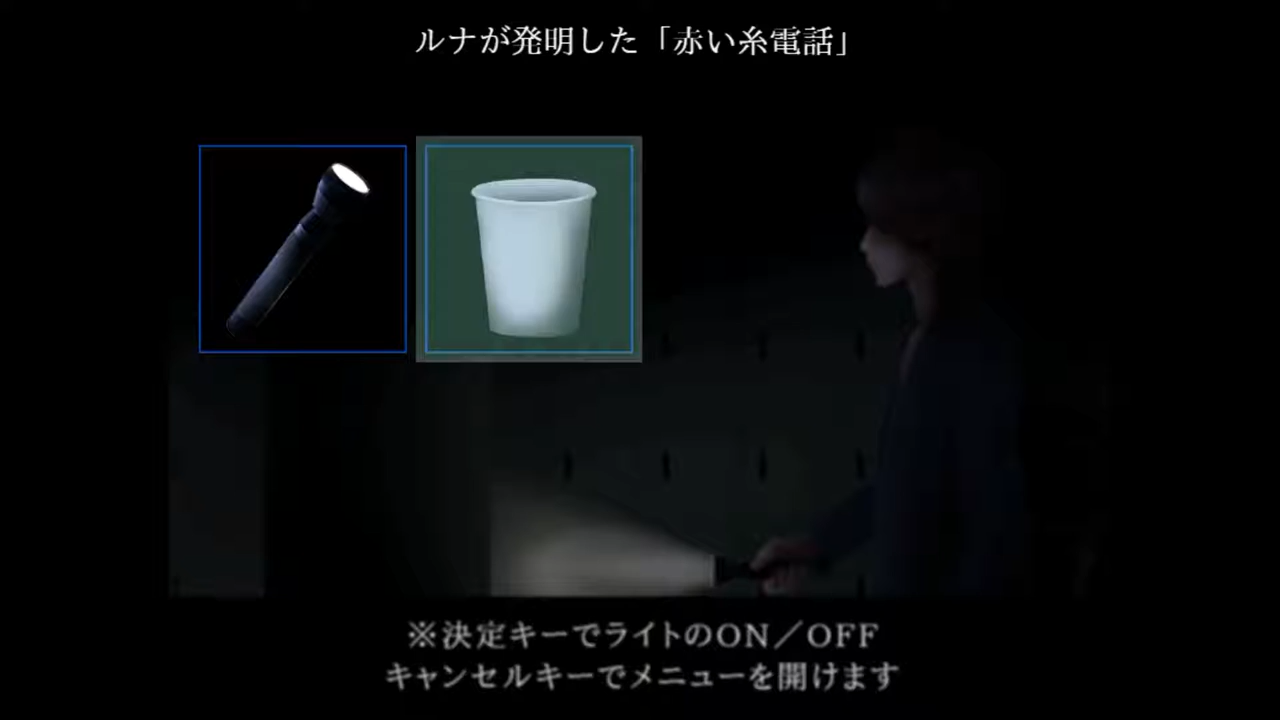 ルナが発明した「赤い糸電話」
※決定キーでライトのON／OFF
キャンセルキーでメニューを開けます